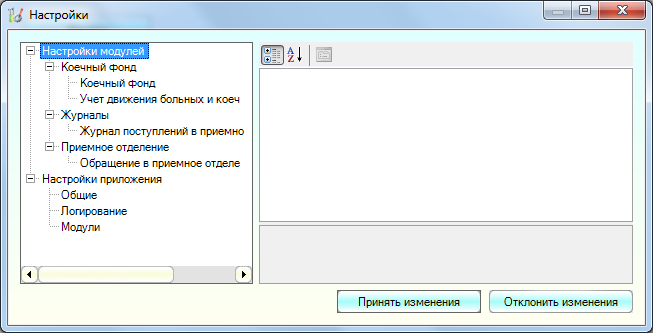 Настройки
Настройки модулей
Коечный фонд
Коечный фонд
Учет движения больных и коеч
Журналы
Журнал поступлений в приемно
Приемное отделение
Обращение в приемное отделе
Настройки приложения
Общие
Логирование
Модули
A
Z
Принять изменения
Отклонить изменения